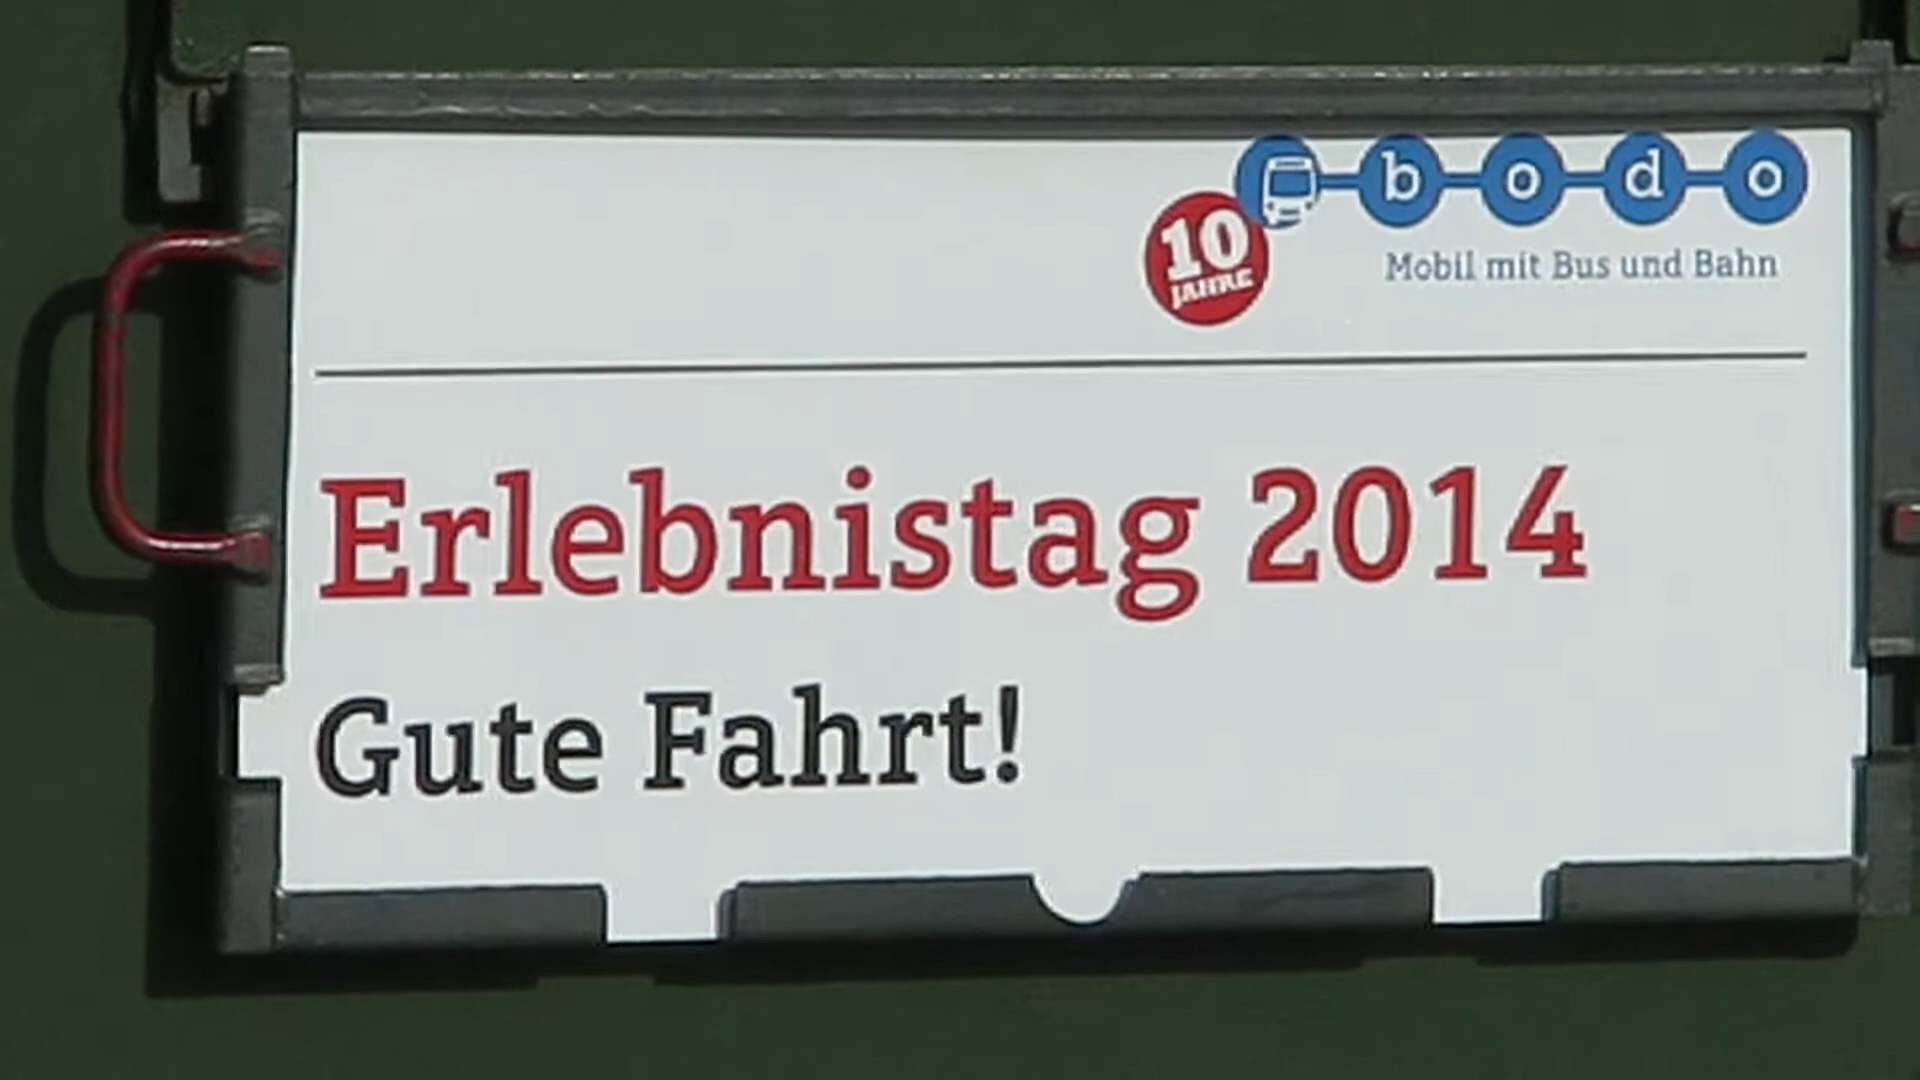 bodo
10
JAHRE
Mobil mit Bus und Bahn
Erlebnistag 2014
Gute Fahrt!